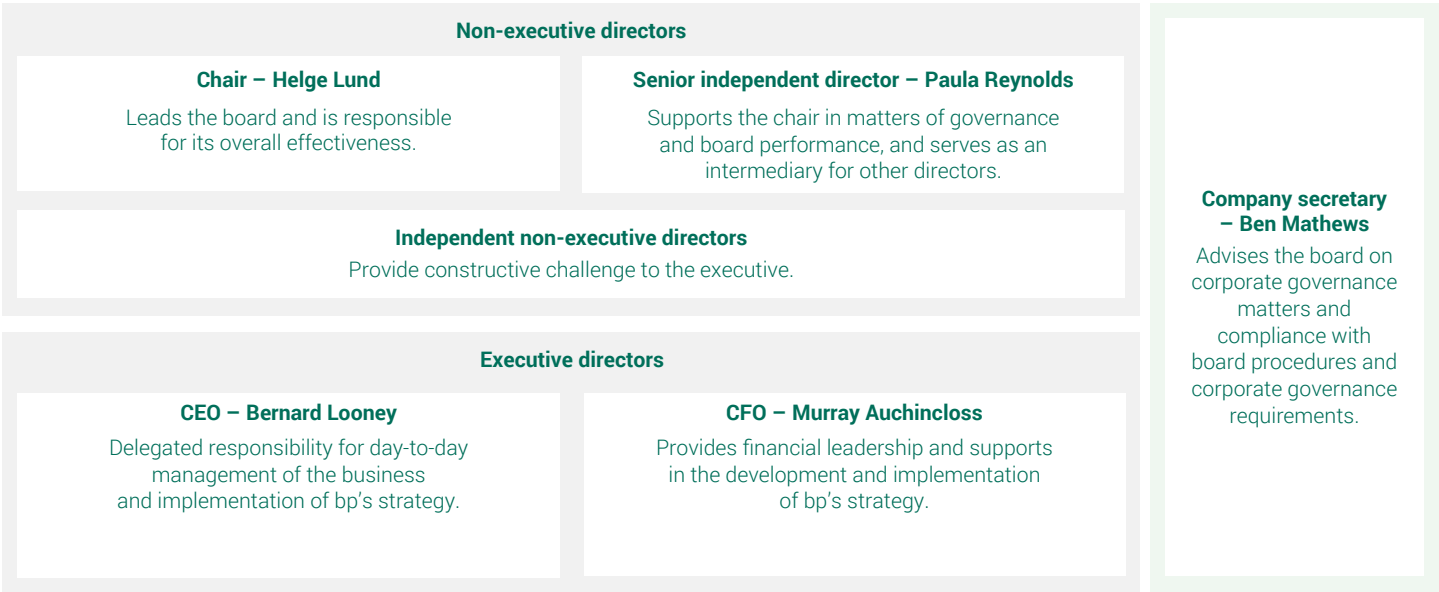 Non-executive directors
Chair – Helge Lund
Leads the board and is responsible
for its overall effectiveness.
Senior independent director – Paula Reynolds
Supports the chair in matters of governance
and board performance, and serves as an
intermediary for other directors.
Independent non-executive directors
Provide constructive challenge to the executive.
Executive directors
CEO – Bernard Looney
Delegated responsibility for day-to-day
management of the business
and implementation of bp’s strategy.
CFO – Murray Auchincloss
Provides financial leadership and supports
in the development and implementation
of bp’s strategy.
Company secretary
– Ben Mathews
Advises the board on
corporate governance
matters and
compliance with
board procedures and
corporate governance
requirements.